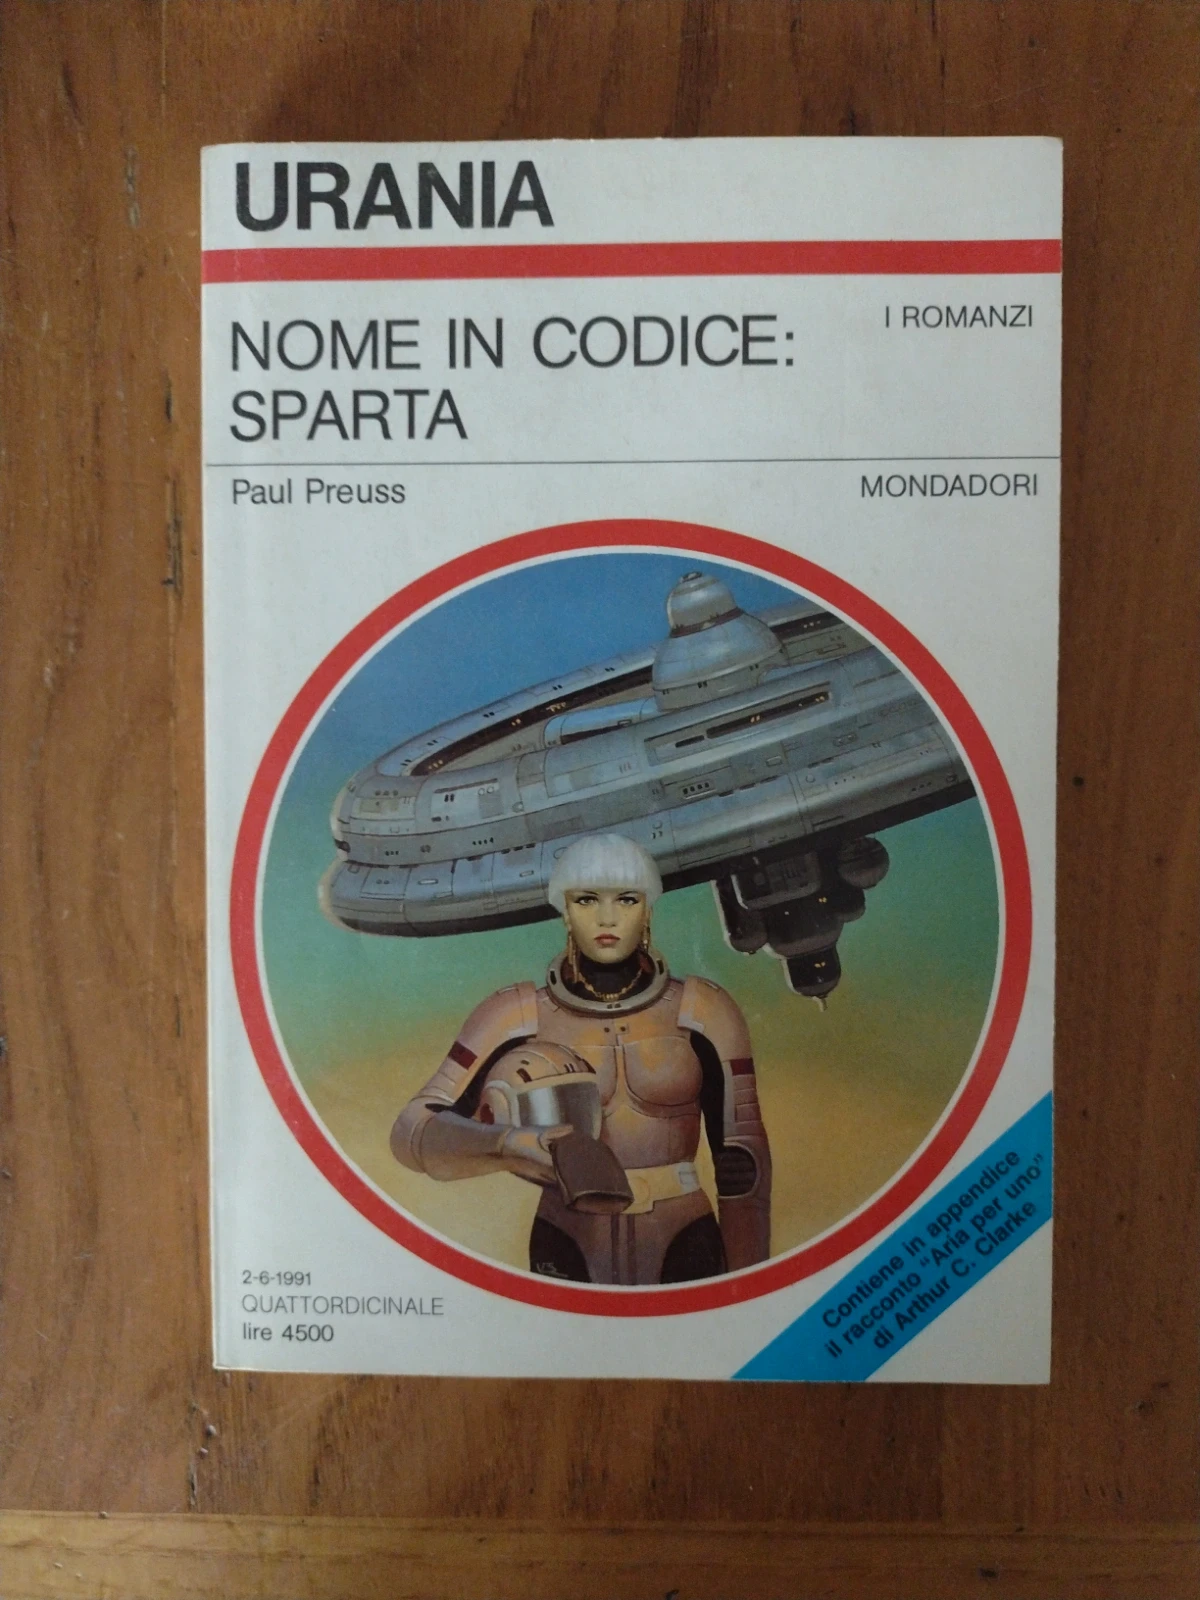 URANIA
NOME IN CODICE:
SPARTA
I ROMANZI
Paul Preuss
MONDADORI
2-6-1991
QUATTORDICINALE
lire 4500
Contiene in appendice
il racconto "Aria per uno"
di Arthur C. Clarke